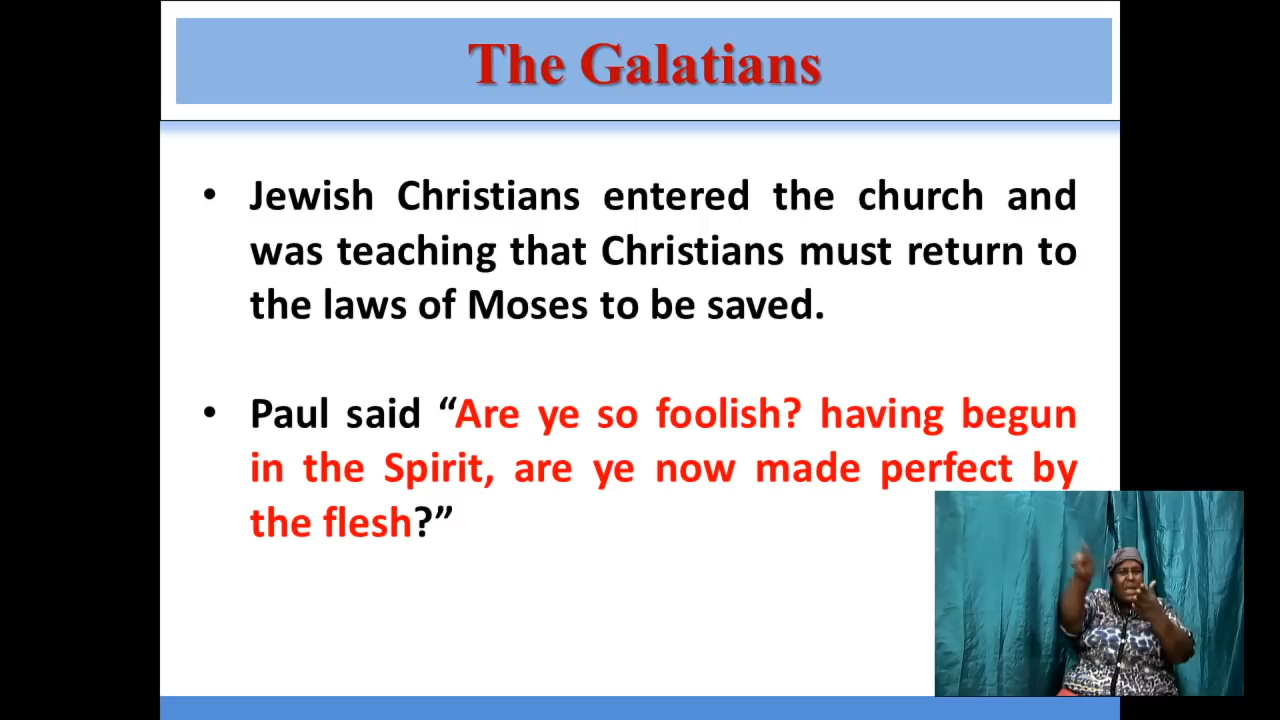 The Galatians
• Jewish Christians entered the church and
was teaching that Christians must return to
the laws of Moses to be saved.
• Paul said “Are ye so foolish? having begun
in the Spirit, are ye now made perfect by
the flesh?”